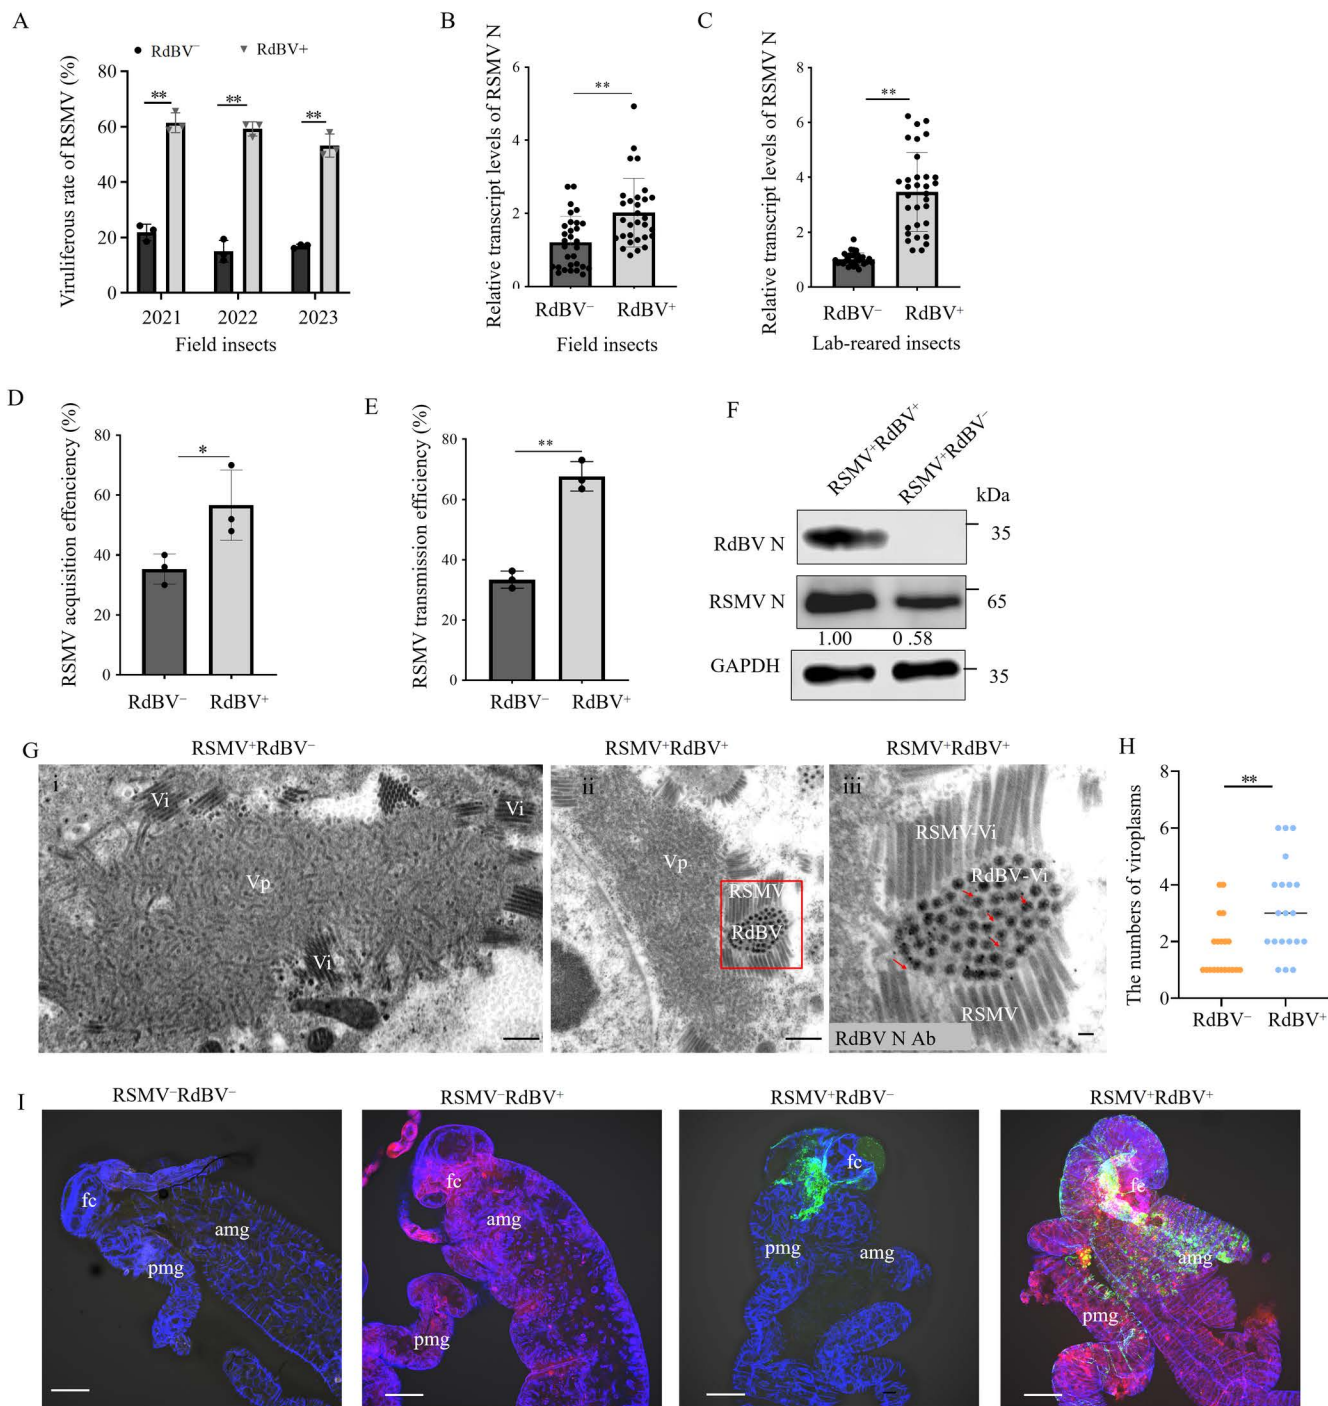 A
RdBV⁻ RdBV+
Viruliferous rate of RSMV (%)
80
60
40
20
0
** ** **
2021 2022 2023
Field insects
B
Relative transcript levels of RSMV N
6
4
2
0
**
RdBV⁻ RdBV⁺
Field insects
C
Relative transcript levels of RSMV N
8
6
4
2
0
**
RdBV⁻ RdBV⁺
Lab-reared insects
D
RSMV acquisition effenciency (%)
80
60
40
20
0
*
RdBV⁻ RdBV⁺
E
RSMV transmission efficiency (%)
80
60
40
20
0
**
RdBV⁻ RdBV⁺
F
RSMV⁺RdBV⁺
RSMV⁺RdBV⁻
kDa
RdBV N 35
RSMV N 65
1.00 0 .58
GAPDH 35
G
RSMV⁺RdBV⁻
i
Vi
Vi
Vp
Vi
RSMV⁺RdBV⁺
ii
Vp
RSMV
RdBV
RSMV⁺RdBV⁺
iii
RSMV-Vi
RdBV-Vi
RSMV
RdBV N Ab
H
The numbers of viroplasms
8
6
4
2
0
**
RdBV⁻ RdBV⁺
I
RSMV⁻RdBV⁻
fc
amg
pmg
RSMV⁻RdBV⁺
fc
amg
pmg
RSMV⁺RdBV⁻
fc
pmg amg
RSMV⁺RdBV⁺
fc
amg
pmg